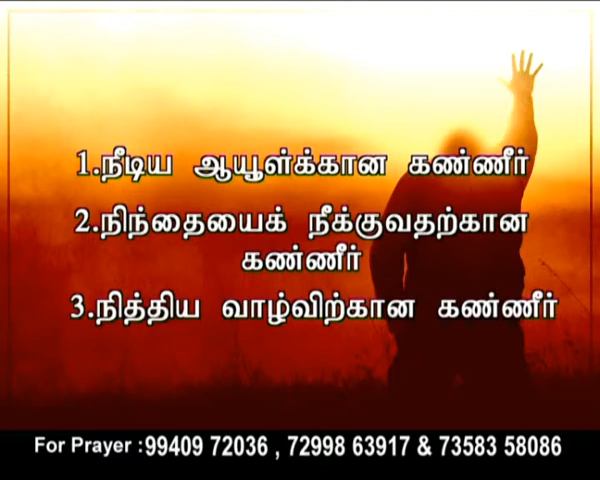 1.நீடிய ஆயூள்க்கான கண்ணீர்
2.நிந்தையைக் நீக்குவதற்கான
கண்ணீர்
3.நித்திய வாழ்விற்கான கண்ணீர்
For Prayer :99409 72036 , 72998 63917 & 73583 58086